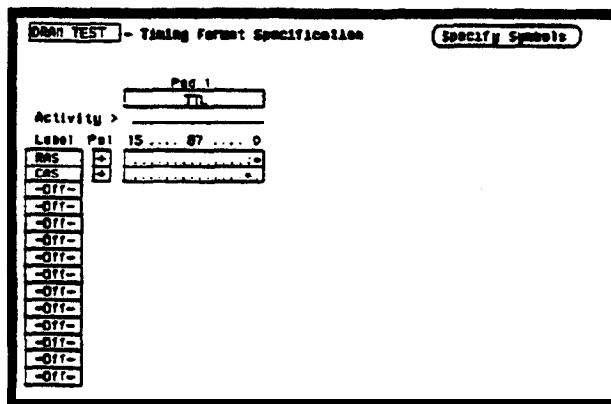 DRAM TEST - Timing Format Specification Specify Symbols
Pod 1
TTL
Activity >
Label Pol 15 .... 87 .... 0
RAS + ..............*
CAS + ..............*.
-Off-
-Off-
-Off-
-Off-
-Off-
-Off-
-Off-
-Off-
-Off-
-Off-
-Off-
-Off-